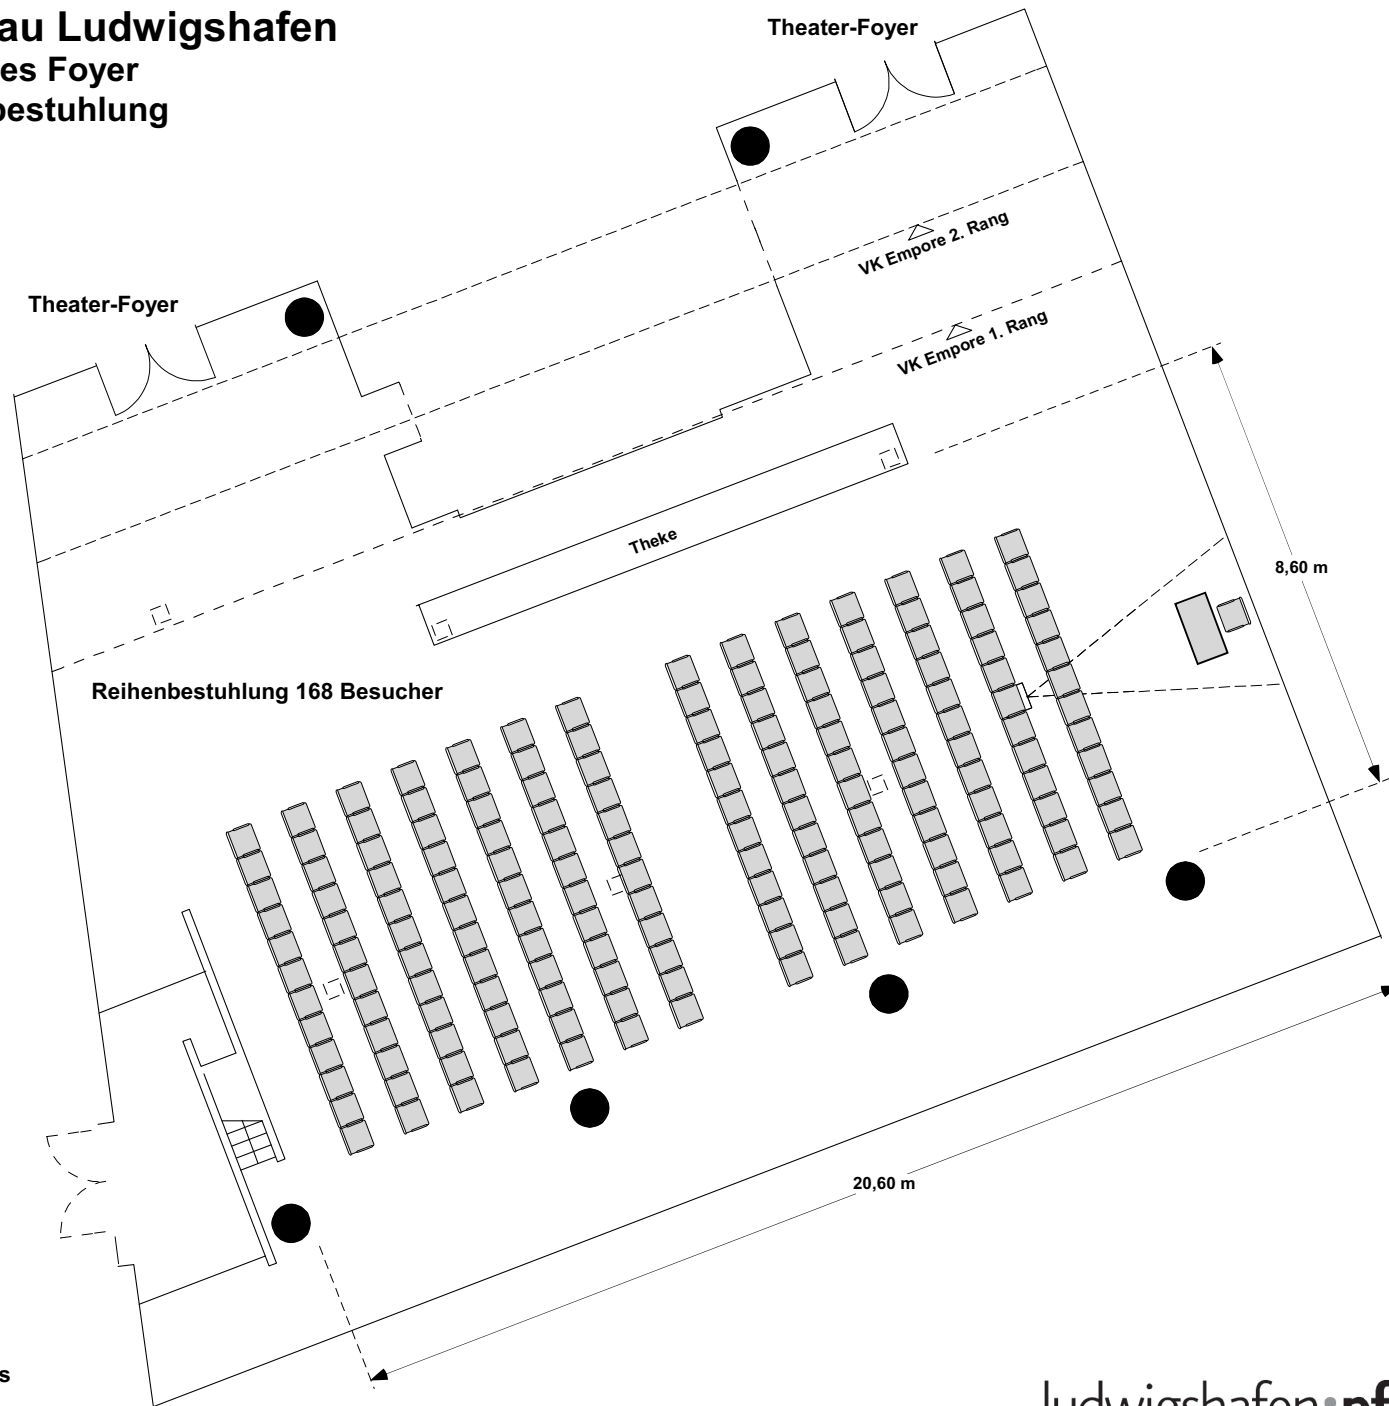 au Ludwigshafen
es Foyer
bestuhlung
Theater-Foyer
VK Empore 2. Rang
Theater-Foyer
VK Empore 1. Rang
Theke
8,60 m
Reihenbestuhlung 168 Besucher
20,60 m
s
ludwigshafen:pf